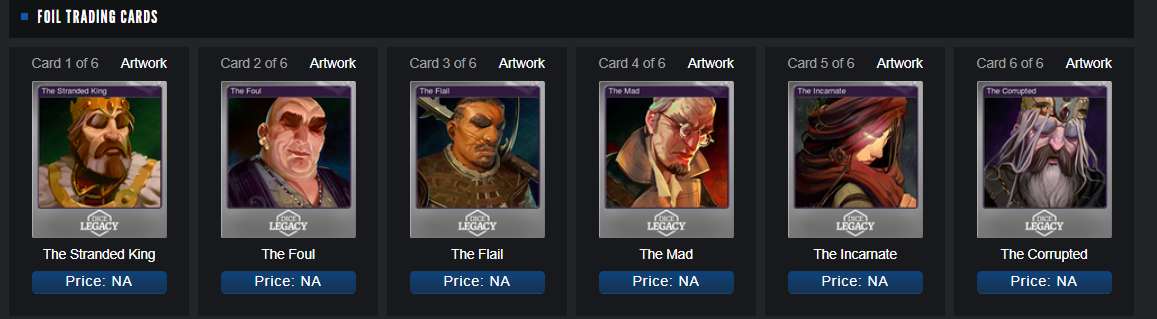 FOIL TRADING CARDS
Card 1 of 6 Artwork
The Stranded King
DICE
LEGACY
The Stranded King
Price: NA
Card 2 of 6 Artwork
The Foul
DICE
LEGACY
The Foul
Price: NA
Card 3 of 6 Artwork
The Flail
DICE
LEGACY
The Flail
Price: NA
Card 4 of 6 Artwork
The Mad
DICE
LEGACY
The Mad
Price: NA
Card 5 of 6 Artwork
The Incarnate
DICE
LEGACY
The Incarnate
Price: NA
Card 6 of 6 Artwork
The Corrupted
DICE
LEGACY
The Corrupted
Price: NA